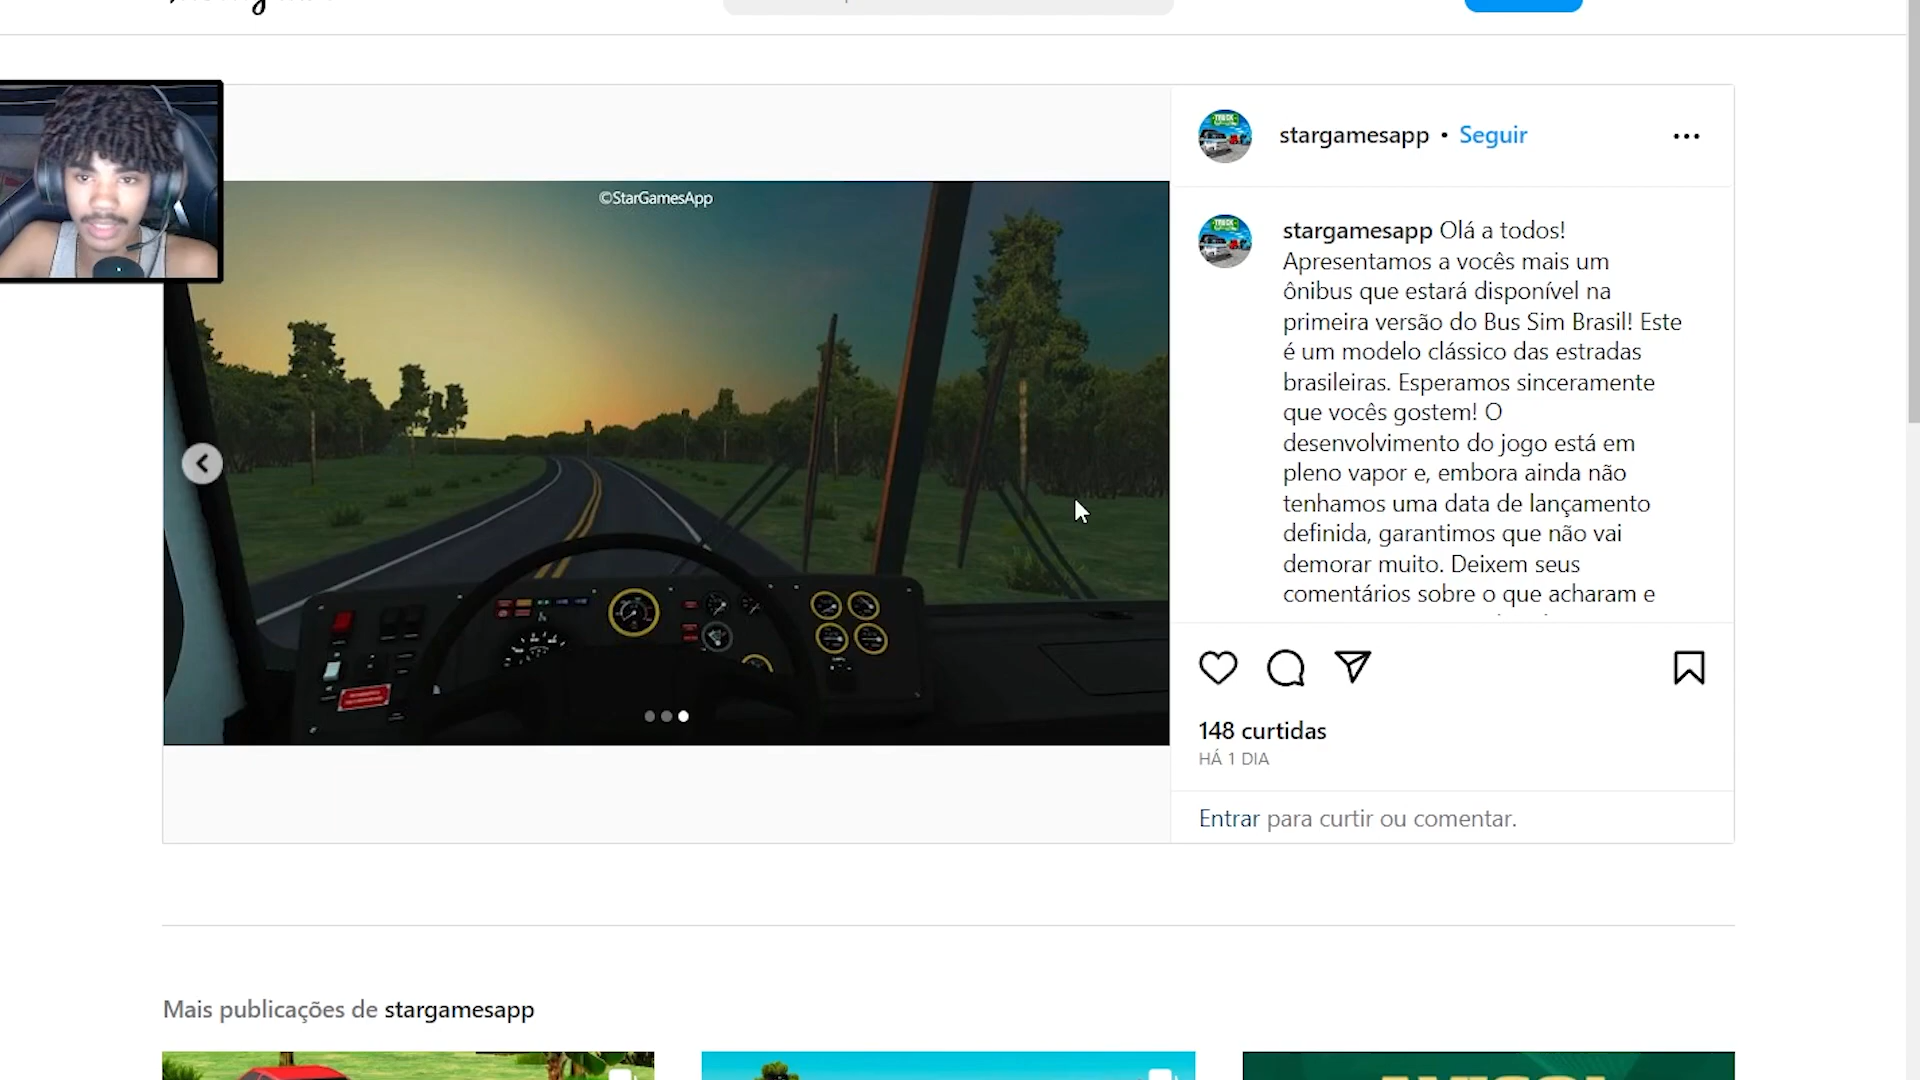 ©StarGamesApp
stargamesapp • Seguir
stargamesapp Olá a todos!
Apresentamos a vocês mais um
ônibus que estará disponível na
primeira versão do Bus Sim Brasil! Este
é um modelo clássico das estradas
brasileiras. Esperamos sinceramente
que vocês gostem! O
desenvolvimento do jogo está em
pleno vapor e, embora ainda não
tenhamos uma data de lançamento
definida, garantimos que não vai
demorar muito. Deixem seus
comentários sobre o que acharam e
148 curtidas
HÁ 1 DIA
Entrar para curtir ou comentar.
Mais publicações de stargamesapp